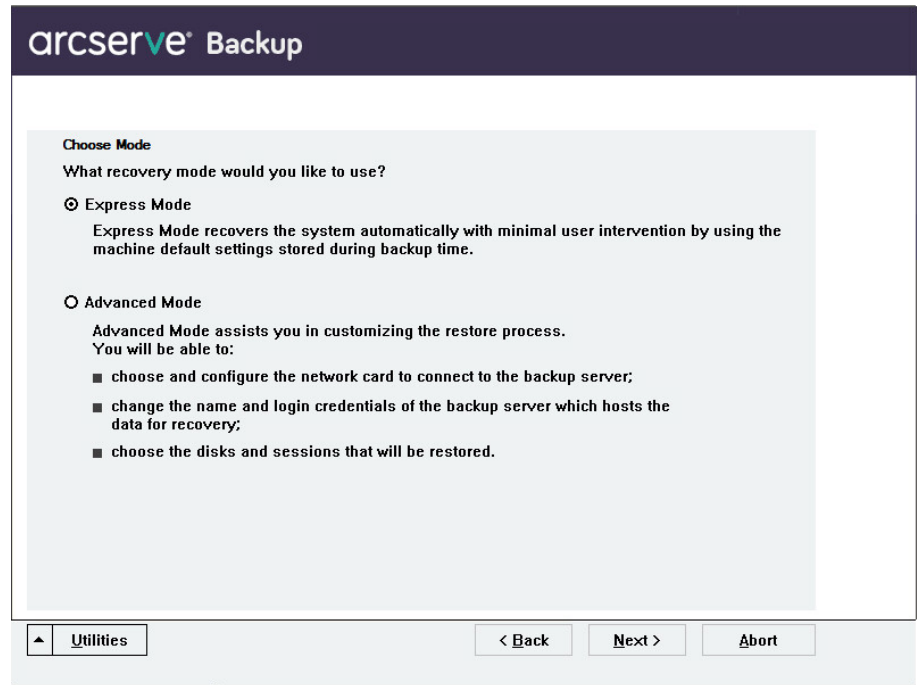 arcserve® Backup
Choose Mode
What recovery mode would you like to use?
Express Mode
Express Mode recovers the system automatically with minimal user intervention by using the
machine default settings stored during backup time.
Advanced Mode
Advanced Mode assists you in customizing the restore process.
You will be able to:
choose and configure the network card to connect to the backup server;
change the name and login credentials of the backup server which hosts the
data for recovery;
choose the disks and sessions that will be restored.
Utilities
< Back
Next >
Abort